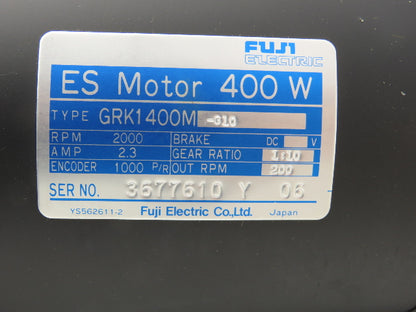 FUJI
ELECTRIC
ES Motor 400 W
TYPE GRK1400M -310
RPM 2000 BRAKE DC V
AMP 2.3 GEAR RATIO 1:10
ENCODER 1000 P/R OUT RPM 200
SER NO. 3677610 Y 06
YS562611-2 Fuji Electric Co.,Ltd. Japan